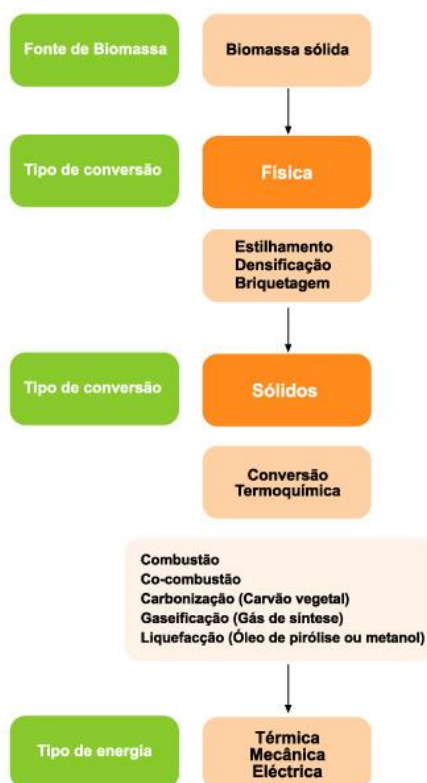 Fonte de Biomassa
Biomassa sólida
Tipo de conversão
Física
Estilhamento
Densificação
Briquetagem
Tipo de conversão
Sólidos
Conversão
Termoquímica
Combustão
Co-combustão
Carbonização (Carvão vegetal)
Gaseificação (Gás de síntese)
Liquefacção (Óleo de pirólise ou metanol)
Tipo de energia
Térmica
Mecânica
Eléctrica